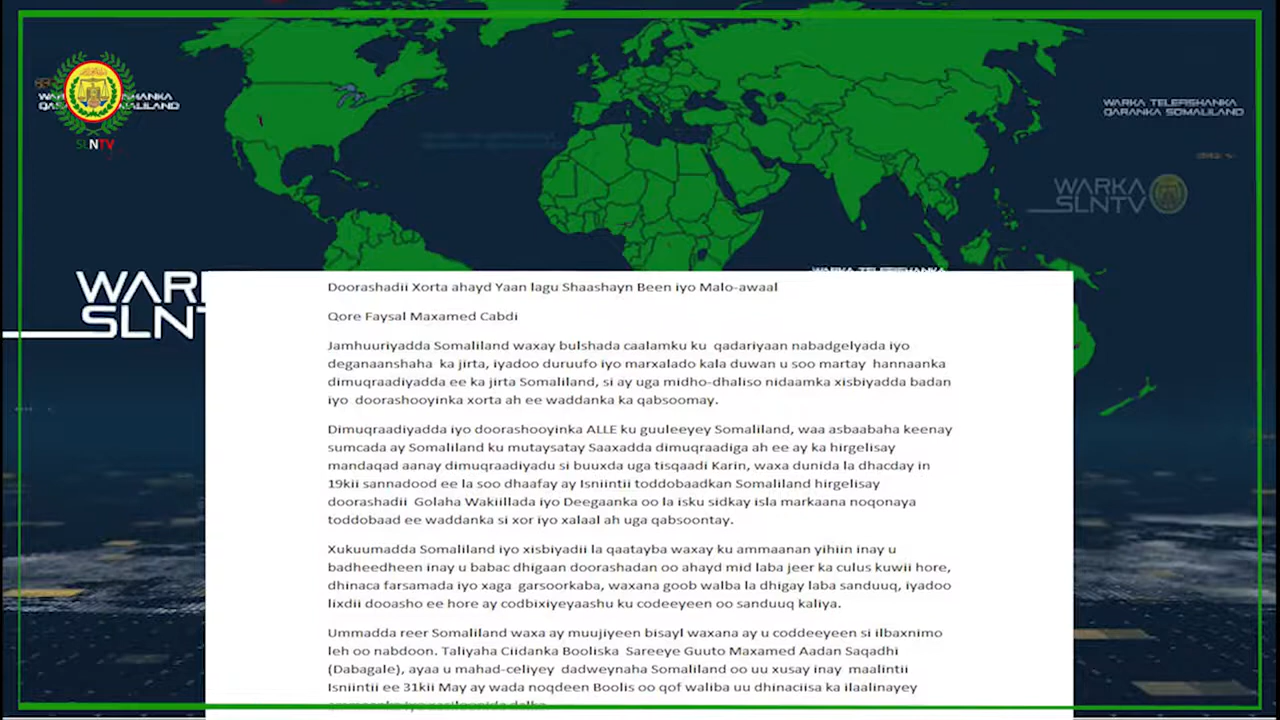 WARKA TELEFISHANKA
QARANKA SOMALILAND
SLNTV
WARKA
SLNTV
WARKA TELEFISHANKA
Doorashadii Xorta ahayd Yaan lagu Shaashayn Been iyo Malo-awaal
Qore Faysal Maxamed Cabdi
Jamhuuriyadda Somaliland waxay bulshada caalamku ku qadariyaan nabadgelyada iyo
deganaanshaha ka jirta, iyadoo duruufo iyo marxalado kala duwan u soo martay hannaanka
dimuqraadiyadda ee ka jirta Somaliland, si ay uga midho-dhaliso nidaamka xisbiyadda badan
iyo doorashooyinka xorta ah ee waddanka ka qabsoomay.
Dimuqraadiyadda iyo doorashooyinka ALLE ku guuleeyey Somaliland, waa asbaabaha keenay
sumcada ay Somaliland ku mutaysatay Saaxadda dimuqraadiga ah ee ay ka hirgelisay
mandaqad aanay dimuqraadiyadu si buuxda uga tisqaadi Karin, waxa dunida la dhacday in
19kii sannadood ee la soo dhaafay ay Isniintii toddobaadkan Somaliland hirgelisay
doorashadii Golaha Wakiillada iyo Deegaanka oo la isku sidkay isla markaana noqonaya
toddobaad ee waddanka si xor iyo xalaal ah uga qabsoontay.
Xukuumadda Somaliland iyo xisbiyadii la qaatayba waxay ku ammaanan yihiin inay u
badheedheen inay u babac dhigaan doorashadan oo ahayd mid laba jeer ka culus kuwii hore,
dhinaca farsamada iyo xaga garsoorkaba, waxana goob walba la dhigay laba sanduuq, iyadoo
lixdii dooasho ee hore ay codbixiyeyaashu ku codeeyeen oo sanduuq kaliya.
Ummadda reer Somaliland waxa ay muujiyeen bisayl waxana ay u coddeeyeen si ilbaxnimo
leh oo nabdoon. Taliyaha Ciidanka Booliska Sareeye Guuto Maxamed Aadan Saqadhi
(Dabagale), ayaa u mahad-celiyey dadweynaha Somaliland oo uu xusay inay maalintii
Isniintii ee 31kii May ay wada noqdeen Boolis oo qof waliba uu dhinaciisa ka ilaalinayey